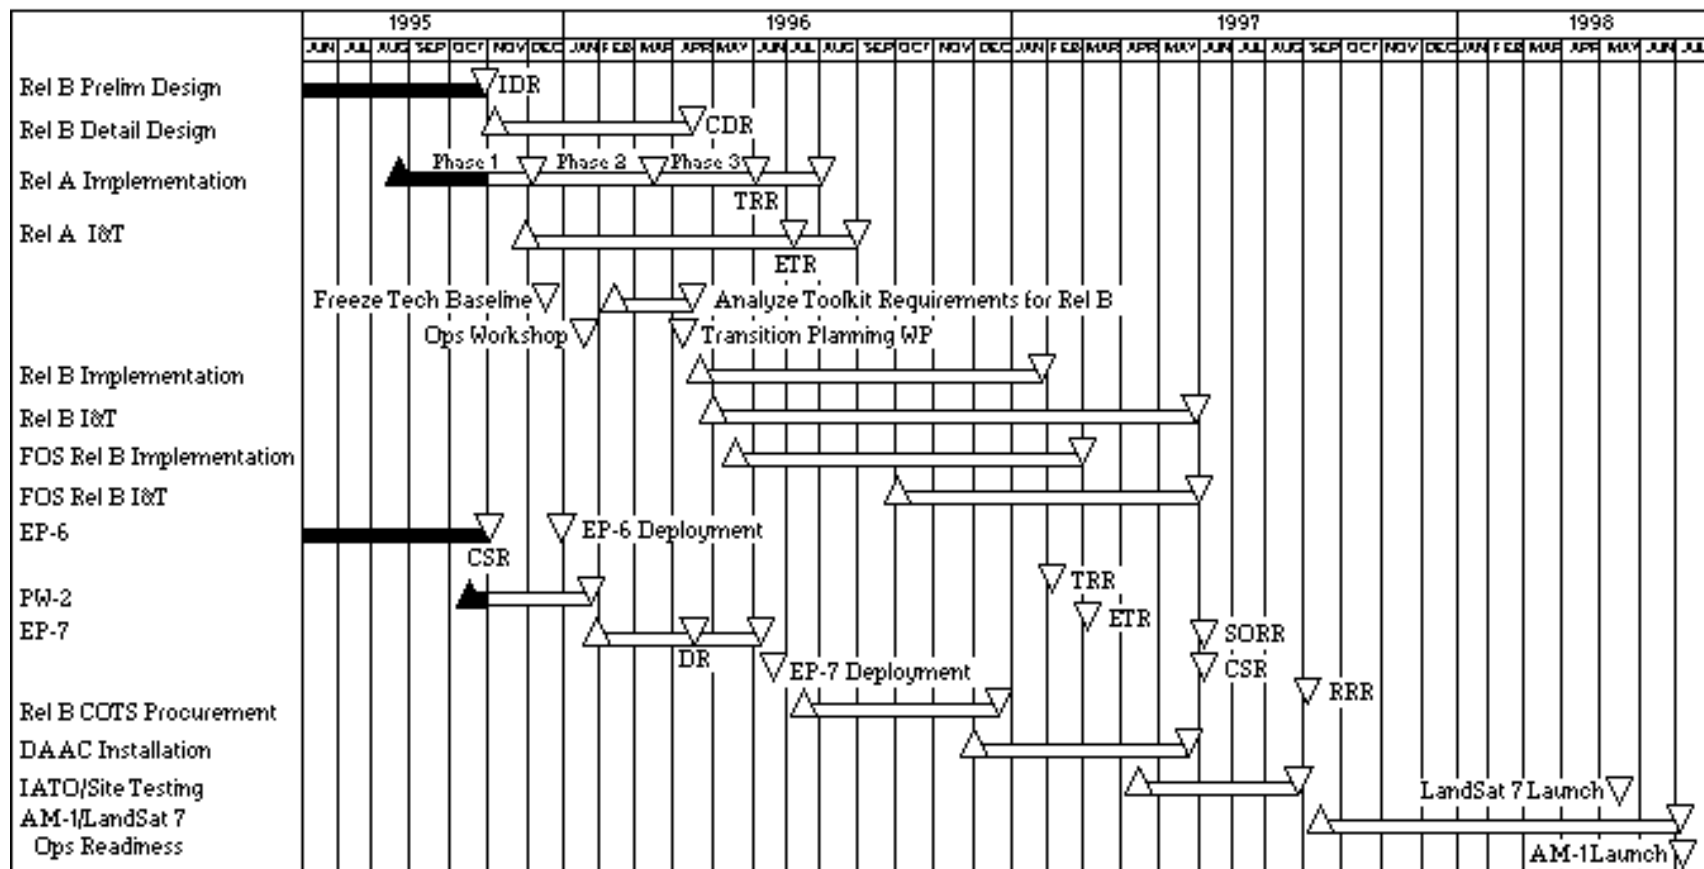 1995 1996 1997 1998
JUN JUL AUG SEP OCT NOV DEC JAN FEB MAR APR MAY JUN JUL AUG SEP OCT NOV DEC JAN FEB MAR APR MAY JUN JUL AUG SEP OCT NOV DEC JAN FEB MAR APR MAY JUN JUL
Rel B Prelim Design IDR
Rel B Detail Design CDR
Phase 1 Phase 2 Phase 3
Rel A Implementation
TRR
Rel A I&T
ETR
Freeze Tech Baseline Analyze Toolkit Requirements for Rel B
Ops Workshop Transition Planning WP
Rel B Implementation
Rel B I&T
FOS Rel B Implementation
FOS Rel B I&T
EP-6 EP-6 Deployment
CSR
TRR
PW-2
ETR
EP-7 SORR
DR
EP-7 Deployment CSR
RRR
Rel B COTS Procurement
DAAC Installation
IATO/Site Testing LandSat 7 Launch
AM-1/LandSat 7
Ops Readiness AM-1 Launch